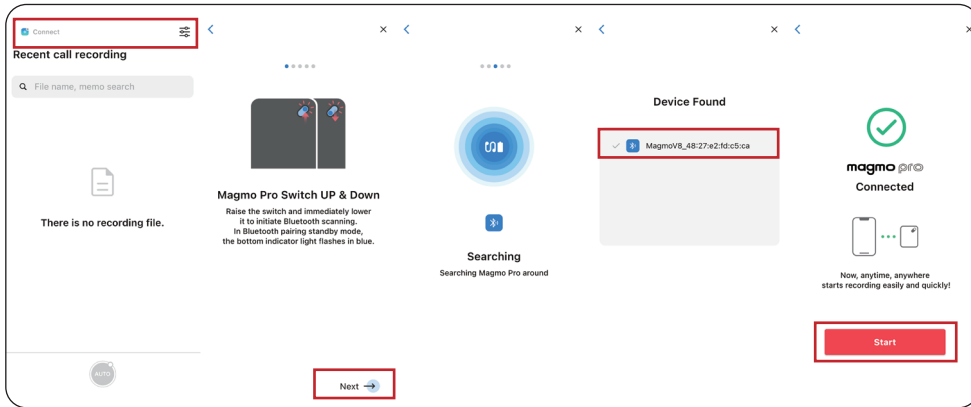 Connect
Recent call recording
File name, memo search
There is no recording file.
AUTO
Magmo Pro Switch UP & Down
Raise the switch and immediately lower
it to initiate Bluetooth scanning.
In Bluetooth pairing standby mode,
the bottom indicator light flashes in blue.
Next
Searching
Searching Magmo Pro around
Device Found
MagmoV8_48:27:e2:fd:c5:ca
magmo pro
Connected
Now, anytime, anywhere
starts recording easily and quickly!
Start